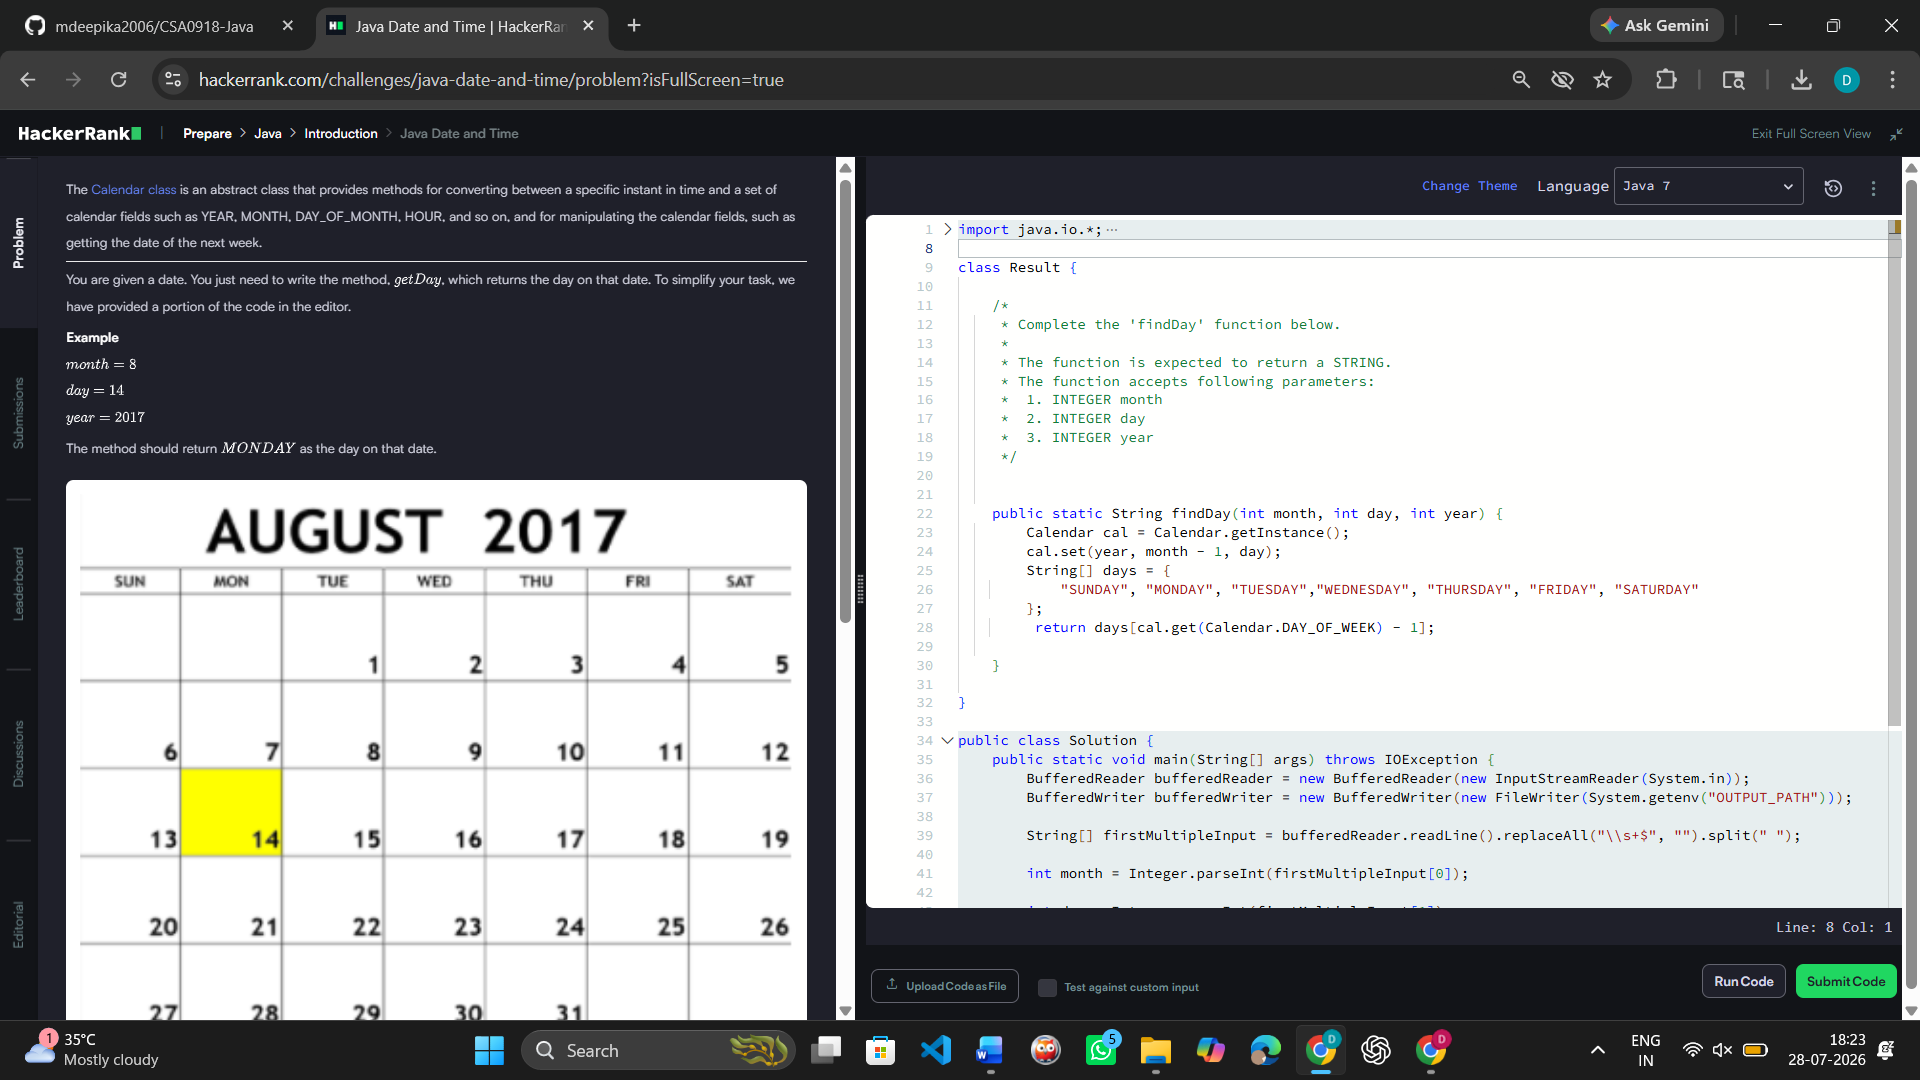 mdeepika2006/CSA0918-Java
Java Date and Time | HackerRan
Ask Gemini
hackerrank.com/challenges/java-date-and-time/problem?isFullScreen=true
D
HackerRank
Prepare > Java > Introduction > Java Date and Time
Exit Full Screen View
Problem
Submissions
Leaderboard
Discussions
Editorial
The Calendar class is an abstract class that provides methods for converting between a specific instant in time and a set of
calendar fields such as YEAR, MONTH, DAY_OF_MONTH, HOUR, and so on, and for manipulating the calendar fields, such as
getting the date of the next week.
You are given a date. You just need to write the method, getDay, which returns the day on that date. To simplify your task, we
have provided a portion of the code in the editor.
Example
month = 8
day = 14
year = 2017
The method should return MONDAY as the day on that date.
AUGUST 2017
SUN MON TUE WED THU FRI SAT
1 2 3 4 5
6 7 8 9 10 11 12
13 14 15 16 17 18 19
20 21 22 23 24 25 26
27 28 29 30 31
Change Theme Language Java 7
1 import java.io.*;
8
9 class Result {
10
11 /*
12 * Complete the 'findDay' function below.
13 *
14 * The function is expected to return a STRING.
15 * The function accepts following parameters:
16 * 1. INTEGER month
17 * 2. INTEGER day
18 * 3. INTEGER year
19 */
20
21
22 public static String findDay(int month, int day, int year) {
23 Calendar cal = Calendar.getInstance();
24 cal.set(year, month - 1, day);
25 String[] days = {
26 "SUNDAY", "MONDAY", "TUESDAY","WEDNESDAY", "THURSDAY", "FRIDAY", "SATURDAY"
27 };
28 return days[cal.get(Calendar.DAY_OF_WEEK) - 1];
29
30 }
31
32 }
33
34 public class Solution {
35 public static void main(String[] args) throws IOException {
36 BufferedReader bufferedReader = new BufferedReader(new InputStreamReader(System.in));
37 BufferedWriter bufferedWriter = new BufferedWriter(new FileWriter(System.getenv("OUTPUT_PATH")));
38
39 String[] firstMultipleInput = bufferedReader.readLine().replaceAll("\\s+$", "").split(" ");
40
41 int month = Integer.parseInt(firstMultipleInput[0]);
42
Line: 8 Col: 1
Upload Code as File
Test against custom input
Run Code
Submit Code
1
35°C
Mostly cloudy
Search
5
D
D
ENG
IN
18:23
28-07-2026